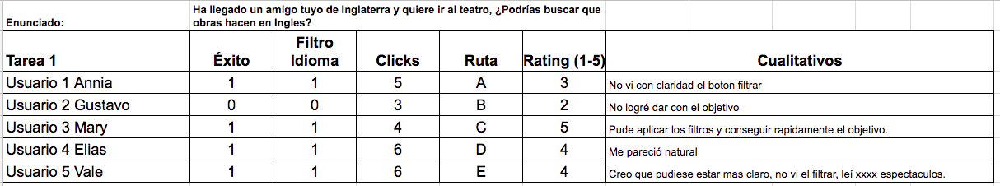 Enunciado: Ha llegado un amigo tuyo de Inglaterra y quiere ir al teatro, ¿Podrías buscar que
obras hacen en Ingles?
Tarea 1 Éxito Filtro Idioma Clicks Ruta Rating (1-5) Cualitativos
Usuario 1 Annia 1 1 5 A 3 No vi con claridad el boton filtrar
Usuario 2 Gustavo 0 0 3 B 2 No logré dar con el objetivo
Usuario 3 Mary 1 1 4 C 5 Pude aplicar los filtros y conseguir rapidamente el objetivo.
Usuario 4 Elias 1 1 6 D 4 Me pareció natural
Usuario 5 Vale 1 1 6 E 4 Creo que pudiese estar mas claro, no vi el filtrar, leí xxxx espectaculos.